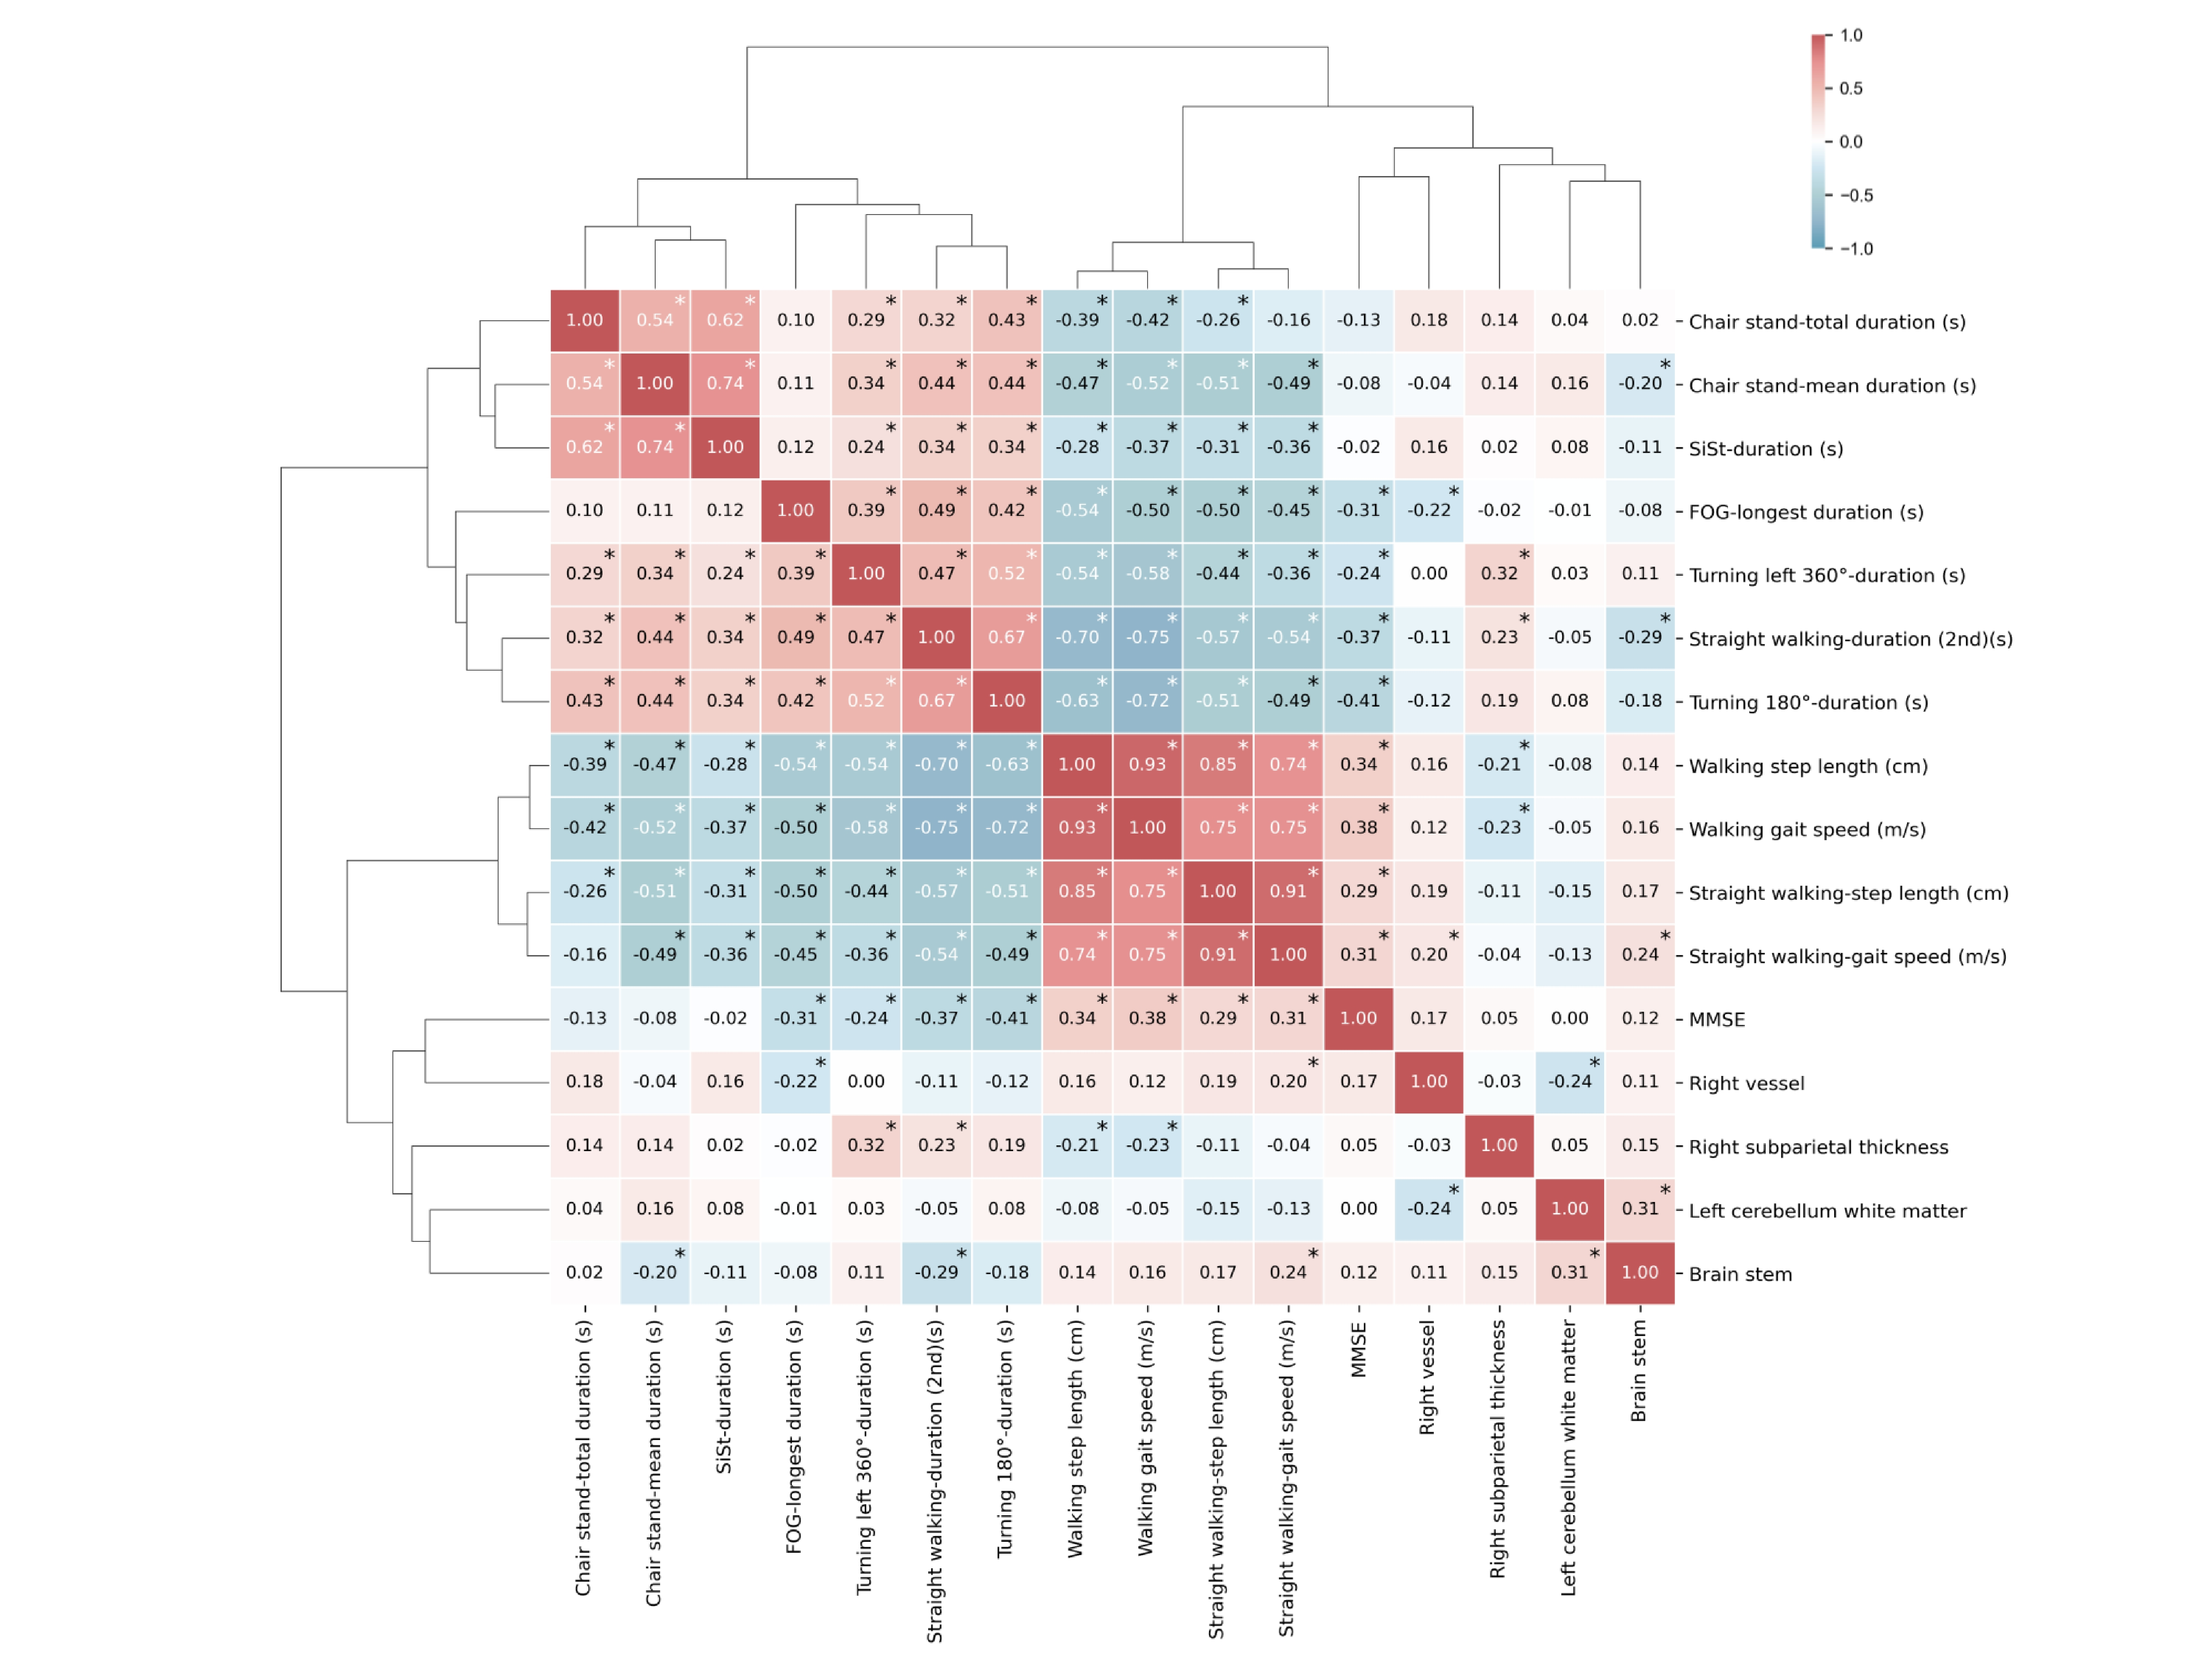 1.0
0.5
0.0
−0.5
−1.0
1.00 0.54 * 0.62 * 0.10 0.29 * 0.32 * 0.43 * -0.39 * -0.42 * -0.26 * -0.16 -0.13 0.18 0.14 0.04 0.02 Chair stand-total duration (s)
0.54 * 1.00 0.74 * 0.11 0.34 * 0.44 * 0.44 * -0.47 * -0.52 * -0.51 * -0.49 * -0.08 -0.04 0.14 0.16 -0.20 * Chair stand-mean duration (s)
0.62 * 0.74 * 1.00 0.12 0.24 * 0.34 * 0.34 * -0.28 * -0.37 * -0.31 * -0.36 * -0.02 0.16 0.02 0.08 -0.11 SiSt-duration (s)
0.10 0.11 0.12 1.00 0.39 * 0.49 * 0.42 * -0.54 * -0.50 * -0.50 * -0.45 * -0.31 * -0.22 * -0.02 -0.01 -0.08 FOG-longest duration (s)
0.29 * 0.34 * 0.24 * 0.39 * 1.00 0.47 * 0.52 * -0.54 * -0.58 * -0.44 * -0.36 * -0.24 * 0.00 0.32 * 0.03 0.11 Turning left 360°-duration (s)
0.32 * 0.44 * 0.34 * 0.49 * 0.47 * 1.00 0.67 * -0.70 * -0.75 * -0.57 * -0.54 * -0.37 * -0.11 0.23 * -0.05 -0.29 * Straight walking-duration (2nd)(s)
0.43 * 0.44 * 0.34 * 0.42 * 0.52 * 0.67 * 1.00 -0.63 * -0.72 * -0.51 * -0.49 * -0.41 * -0.12 0.19 0.08 -0.18 Turning 180°-duration (s)
-0.39 * -0.47 * -0.28 * -0.54 * -0.54 * -0.70 * -0.63 * 1.00 0.93 * 0.85 * 0.74 * 0.34 * 0.16 -0.21 * -0.08 0.14 Walking step length (cm)
-0.42 * -0.52 * -0.37 * -0.50 * -0.58 * -0.75 * -0.72 * 0.93 * 1.00 0.75 * 0.75 * 0.38 * 0.12 -0.23 * -0.05 0.16 Walking gait speed (m/s)
-0.26 * -0.51 * -0.31 * -0.50 * -0.44 * -0.57 * -0.51 * 0.85 * 0.75 * 1.00 0.91 * 0.29 * 0.19 -0.11 -0.15 0.17 Straight walking-step length (cm)
-0.16 -0.49 * -0.36 * -0.45 * -0.36 * -0.54 * -0.49 * 0.74 * 0.75 * 0.91 * 1.00 0.31 * 0.20 * -0.04 -0.13 0.24 * Straight walking-gait speed (m/s)
-0.13 -0.08 -0.02 -0.31 * -0.24 * -0.37 * -0.41 * 0.34 * 0.38 * 0.29 * 0.31 * 1.00 0.17 0.05 0.00 0.12 MMSE
0.18 -0.04 0.16 -0.22 * 0.00 -0.11 -0.12 0.16 0.12 0.19 0.20 * 0.17 1.00 -0.03 -0.24 * 0.11 Right vessel
0.14 0.14 0.02 -0.02 0.32 * 0.23 * 0.19 -0.21 * -0.23 * -0.11 -0.04 0.05 -0.03 1.00 0.05 0.15 Right subparietal thickness
0.04 0.16 0.08 -0.01 0.03 -0.05 0.08 -0.08 -0.05 -0.15 -0.13 0.00 -0.24 * 0.05 1.00 0.31 * Left cerebellum white matter
0.02 -0.20 * -0.11 -0.08 0.11 -0.29 * -0.18 0.14 0.16 0.17 0.24 * 0.12 0.11 0.15 0.31 * 1.00 Brain stem
Chair stand-total duration (s)
Chair stand-mean duration (s)
SiSt-duration (s)
FOG-longest duration (s)
Turning left 360°-duration (s)
Straight walking-duration (2nd)(s)
Turning 180°-duration (s)
Walking step length (cm)
Walking gait speed (m/s)
Straight walking-step length (cm)
Straight walking-gait speed (m/s)
MMSE
Right vessel
Right subparietal thickness
Left cerebellum white matter
Brain stem